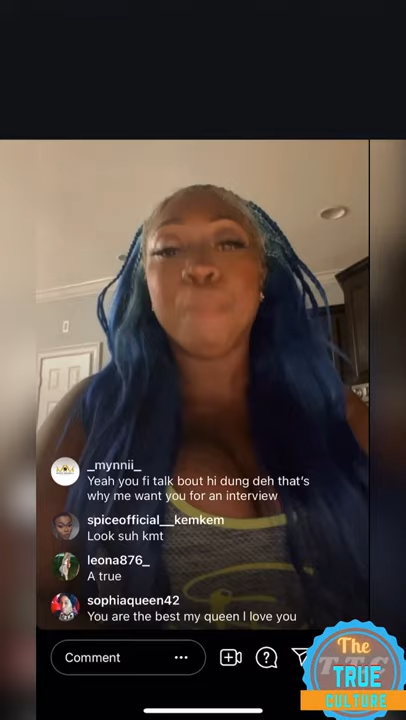 _mynnii_
Yeah you fi talk bout hi dung deh that's
why me want you for an interview
spiceofficial__kemkem
Look suh kmt
leona876_
A true
sophiaqueen42
You are the best my queen I love you
Comment
The
T.T.C
TRUE
CULTURE